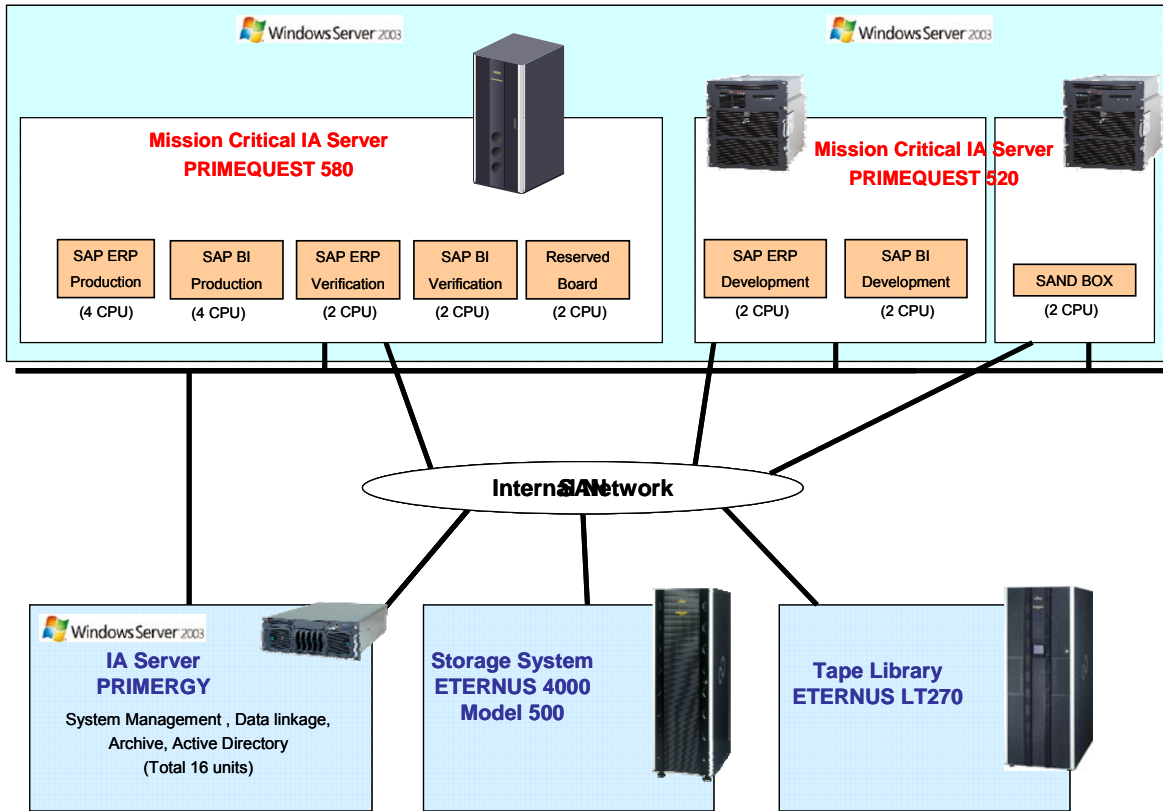 Windows Server 2003
Windows Server 2003
Mission Critical IA Server
PRIMEQUEST 580
SAP ERP
Production
(4 CPU)
SAP BI
Production
(4 CPU)
SAP ERP
Verification
(2 CPU)
SAP BI
Verification
(2 CPU)
Reserved
Board
(2 CPU)
Mission Critical IA Server
PRIMEQUEST 520
SAP ERP
Development
(2 CPU)
SAP BI
Development
(2 CPU)
SAND BOX
(2 CPU)
Internal Network
SAN
Windows Server 2003
IA Server
PRIMERGY
System Management , Data linkage,
Archive, Active Directory
(Total 16 units)
Storage System
ETERNUS 4000
Model 500
Tape Library
ETERNUS LT270